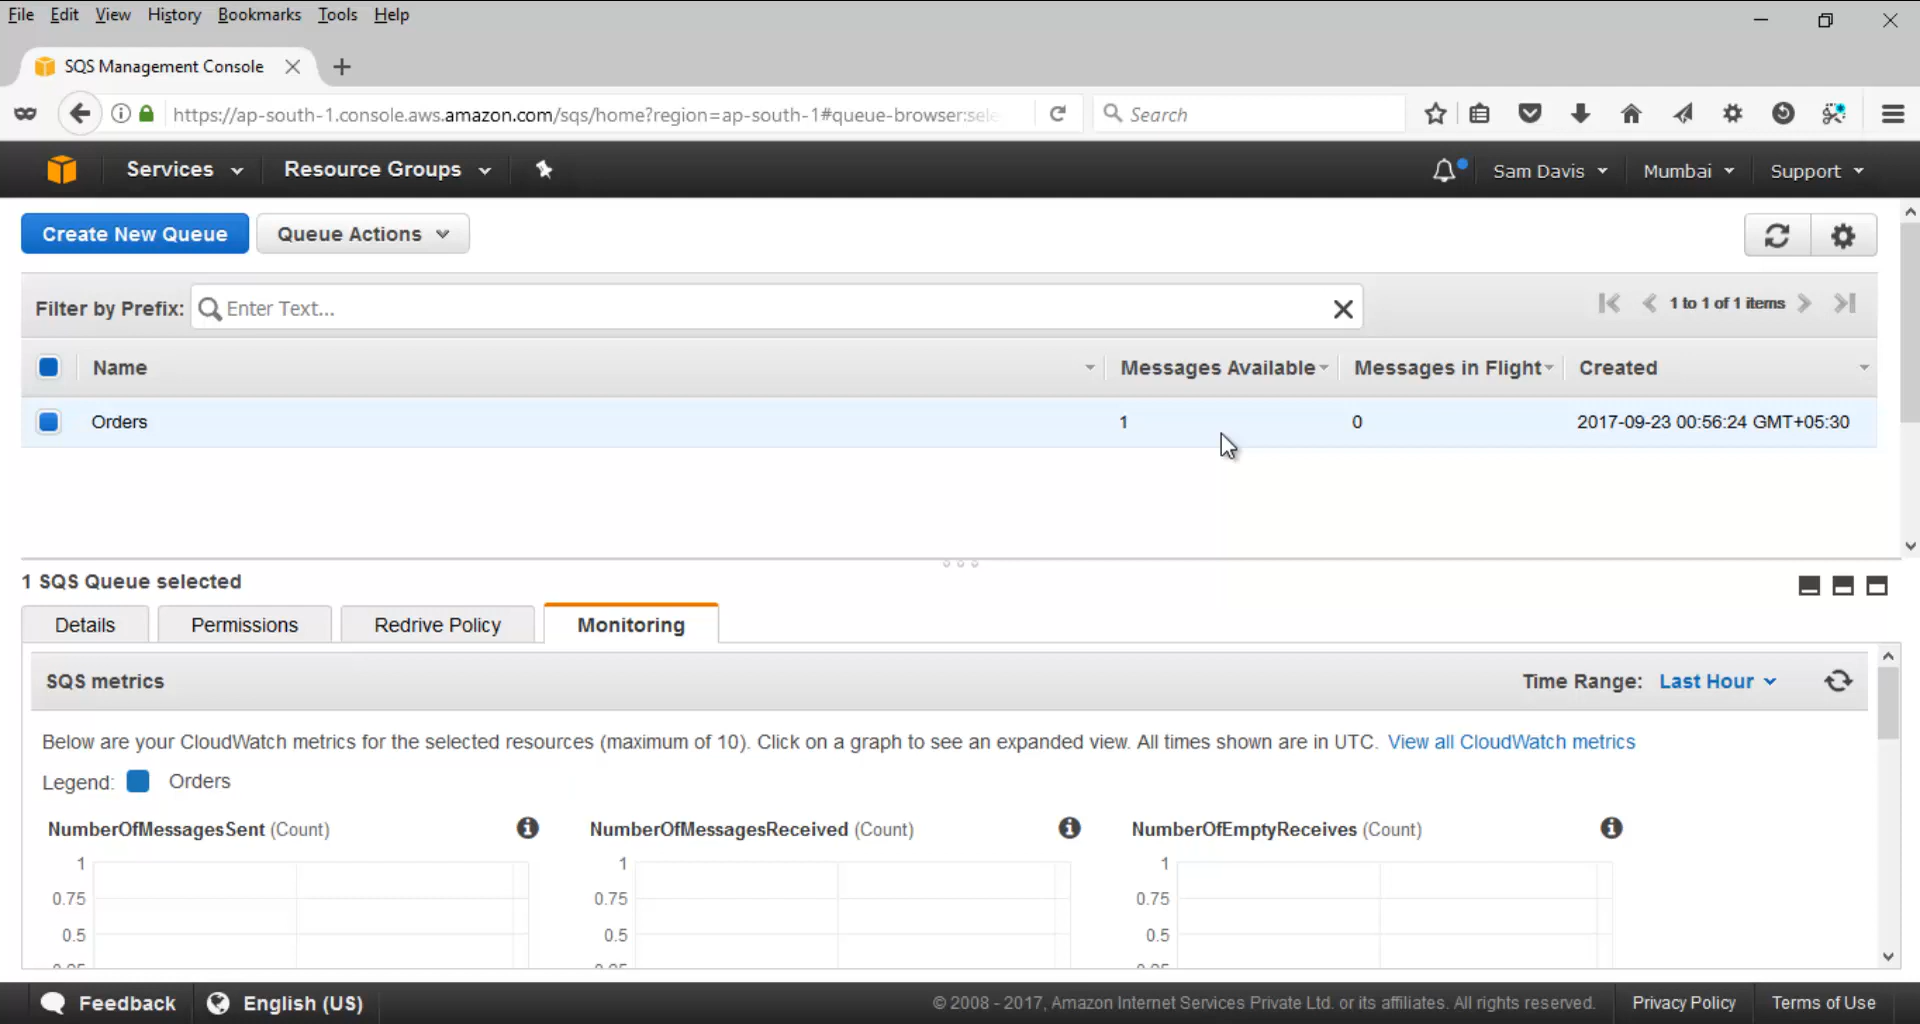 File Edit View History Bookmarks Tools Help
SQS Management Console
https://ap-south-1.console.aws.amazon.com/sqs/home?region=ap-south-1#queue-browser:sele
Search
Services Resource Groups Sam Davis Mumbai Support
Create New Queue Queue Actions
Filter by Prefix: Enter Text... 1 to 1 of 1 items
Name Messages Available Messages in Flight Created
Orders 1 0 2017-09-23 00:56:24 GMT+05:30
1 SQS Queue selected
Details Permissions Redrive Policy Monitoring
SQS metrics Time Range: Last Hour
Below are your CloudWatch metrics for the selected resources (maximum of 10). Click on a graph to see an expanded view. All times shown are in UTC. View all CloudWatch metrics
Legend: Orders
NumberOfMessagesSent (Count) NumberOfMessagesReceived (Count) NumberOfEmptyReceives (Count)
1 1 1
0.75 0.75 0.75
0.5 0.5 0.5
Feedback English (US) © 2008 - 2017, Amazon Internet Services Private Ltd. or its affiliates. All rights reserved. Privacy Policy Terms of Use